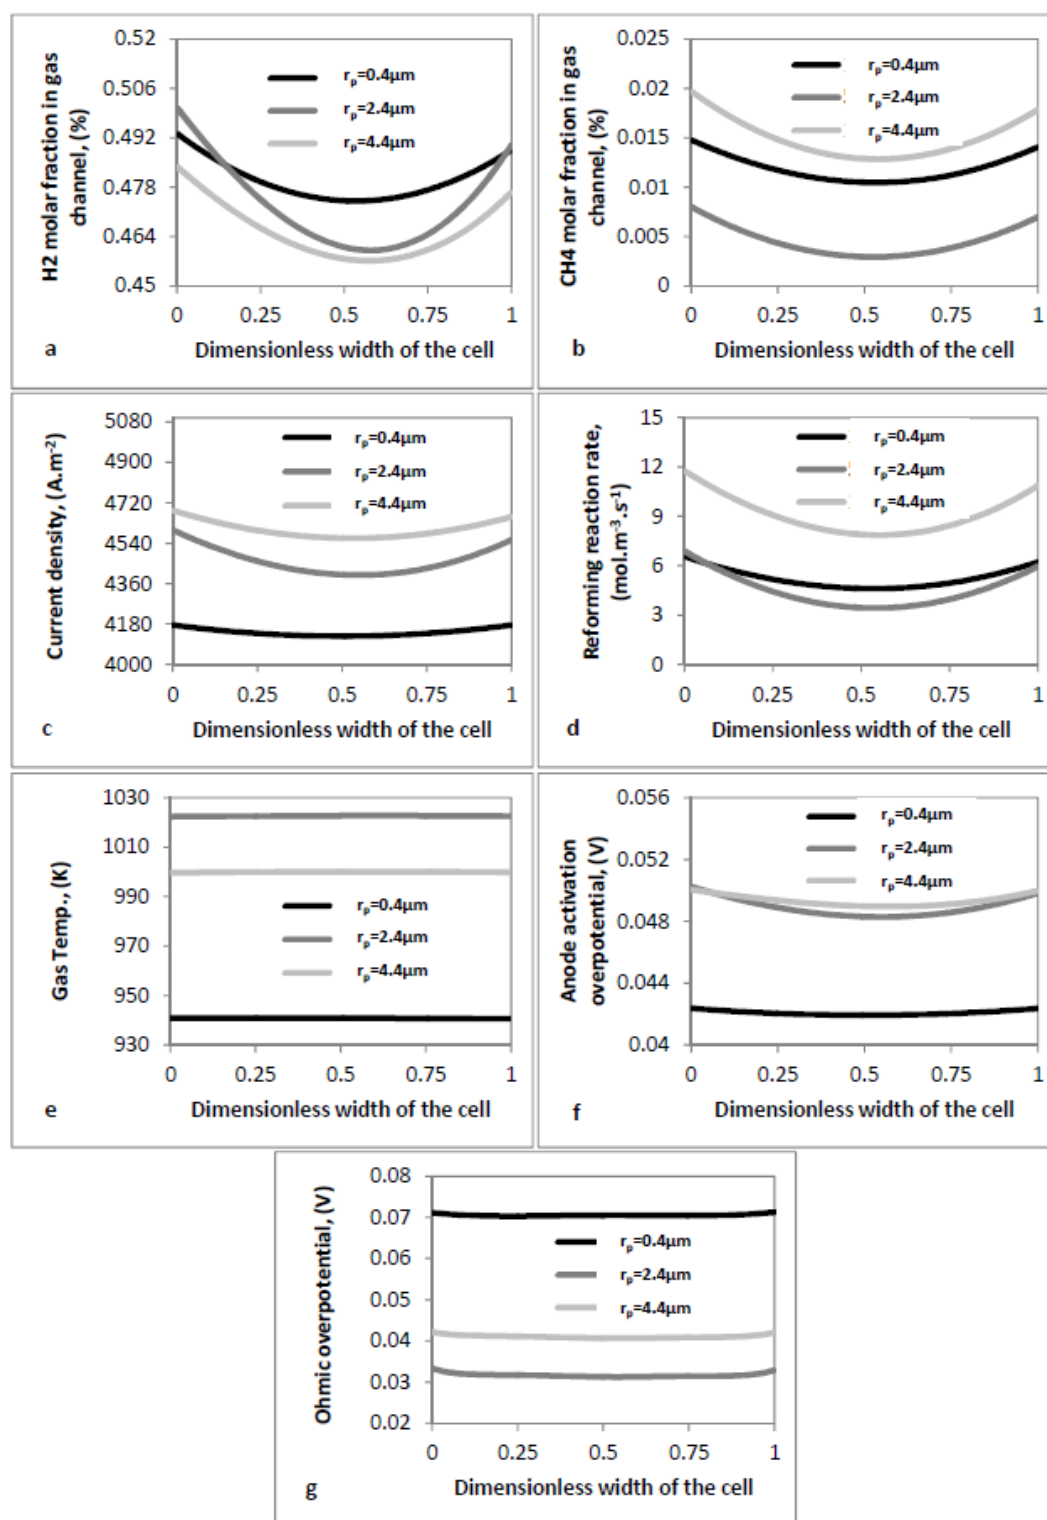 H2 molar fraction in gas
channel, (%)
0.52
0.506
0.492
0.478
0.464
0.45
rp=0.4μm
rp=2.4μm
rp=4.4μm
0 0.25 0.5 0.75 1
a Dimensionless width of the cell
CH4 molar fraction in gas
channel, (%)
0.025
0.02
0.015
0.01
0.005
0
rp=0.4μm
rp=2.4μm
rp=4.4μm
0 0.25 0.5 0.75 1
b Dimensionless width of the cell
Current density, (A.m-2)
5080
4900
4720
4540
4360
4180
4000
rp=0.4μm
rp=2.4μm
rp=4.4μm
0 0.25 0.5 0.75 1
c Dimensionless width of the cell
Reforming reaction rate,
(mol.m-3.s-1)
15
12
9
6
3
0
rp=0.4μm
rp=2.4μm
rp=4.4μm
0 0.25 0.5 0.75 1
d Dimensionless width of the cell
Gas Temp., (K)
1030
1010
990
970
950
930
rp=0.4μm
rp=2.4μm
rp=4.4μm
0 0.25 0.5 0.75 1
e Dimensionless width of the cell
Anode activation
overpotential, (V)
0.056
0.052
0.048
0.044
0.04
rp=0.4μm
rp=2.4μm
rp=4.4μm
0 0.25 0.5 0.75 1
f Dimensionless width of the cell
Ohmic overpotential, (V)
0.08
0.07
0.06
0.05
0.04
0.03
0.02
rp=0.4μm
rp=2.4μm
rp=4.4μm
0 0.25 0.5 0.75 1
g Dimensionless width of the cell